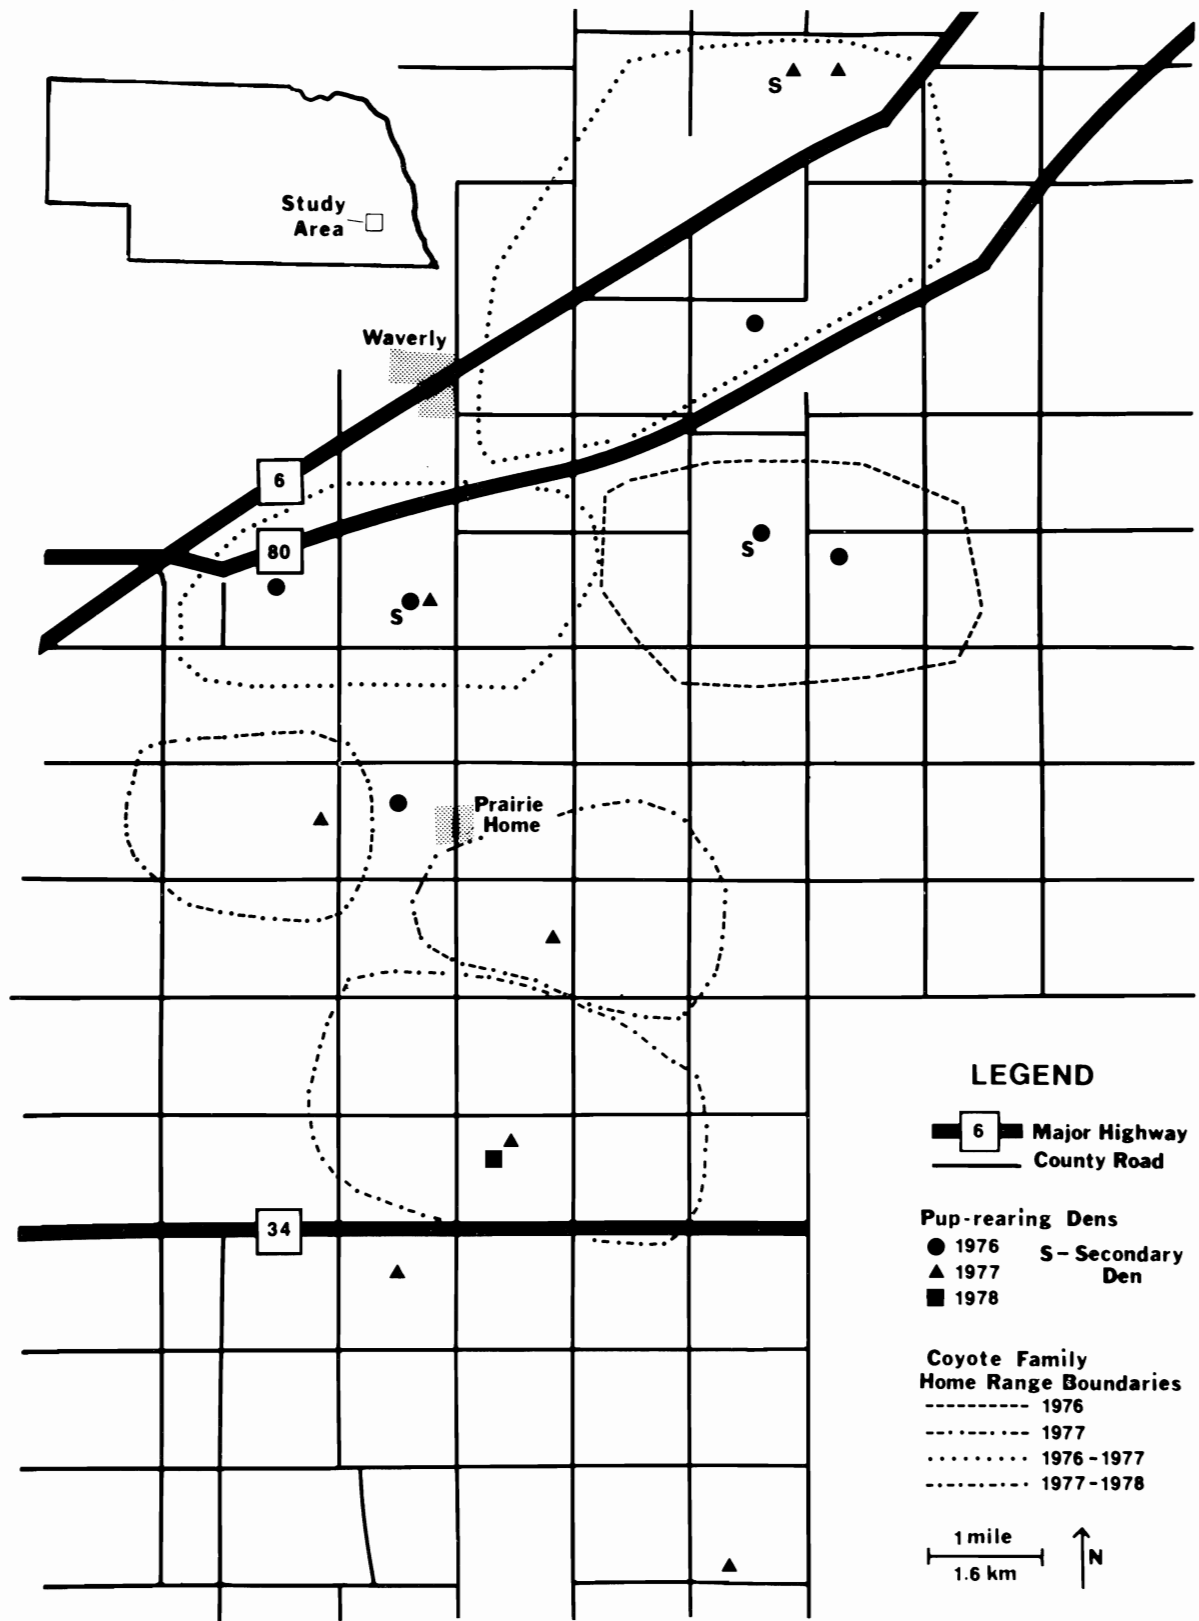 S
Study
Area
Waverly
6
80
S
S
Prairie
Home
34
LEGEND
6 Major Highway
County Road
Pup-rearing Dens
1976
S - Secondary
1977
Den
1978
Coyote Family
Home Range Boundaries
1976
1977
1976 - 1977
1977 - 1978
1 mile
1.6 km
N